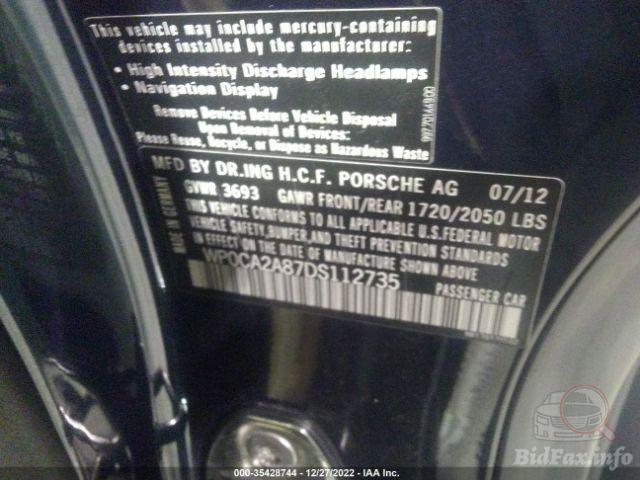 This vehicle may include mercury-containing
devices installed by the manufacturer:
• High Intensity Discharge Headlamps
• Navigation Display
Remove Devices Before Vehicle Disposal
Upon Removal of Devices:
Please Reuse, Recycle, or Dispose as Hazardous Waste
MFD BY DR.ING H.C.F. PORSCHE AG 07/12
GVWR 3693 GAWR FRONT/REAR 1720/2050 LBS
THIS VEHICLE CONFORMS TO ALL APPLICABLE U.S.FEDERAL MOTOR
VEHICLE SAFETY,BUMPER,AND THEFT PREVENTION STANDARDS
IN EFFECT ON THE DATE OF MANUFACTURE SHOWN ABOVE
WP0CA2A87DS112735 PASSENGER CAR
MADE IN GERMANY
000-35428744 - 12/27/2022 - IAA Inc.
BidFax.info